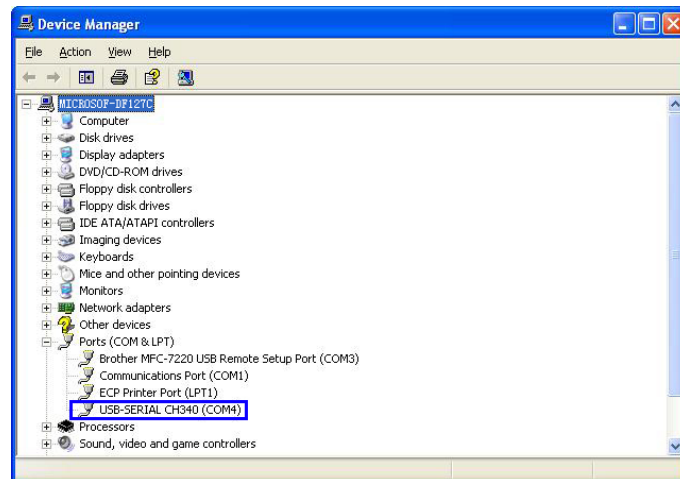 Device Manager
File Action View Help
MICROSOF-DF127C
Computer
Disk drives
Display adapters
DVD/CD-ROM drives
Floppy disk controllers
Floppy disk drives
IDE ATA/ATAPI controllers
Imaging devices
Keyboards
Mice and other pointing devices
Monitors
Network adapters
Other devices
Ports (COM & LPT)
Brother MFC-7220 USB Remote Setup Port (COM3)
Communications Port (COM1)
ECP Printer Port (LPT1)
USB-SERIAL CH340 (COM4)
Processors
Sound, video and game controllers